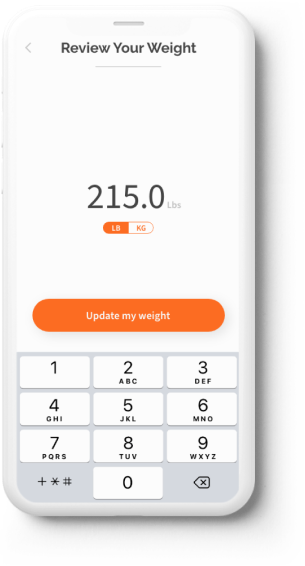 Review Your Weight
215.0 Lbs
LB KG
Update my weight
1 2 3
ABC DEF
4 5 6
GHI JKL MNO
7 8 9
PQRS TUV WXYZ
+*# 0